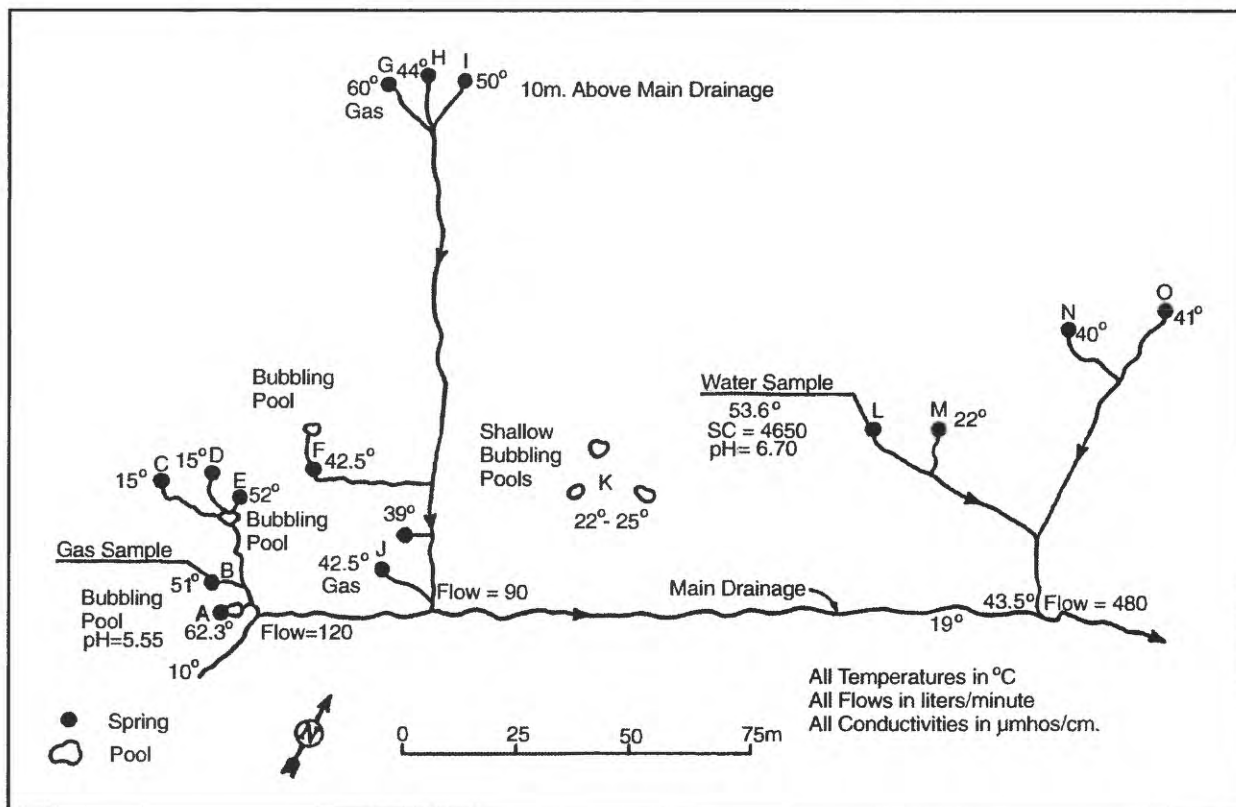 G
H
I
60°
44°
50°
Gas
10m. Above Main Drainage
Bubbling
Pool
F
42.5°
C
15°
15°
D
E
52°
Bubbling
Pool
Gas Sample
B
51°
Bubbling
Pool
pH=5.55
A
62.3°
10°
Flow=120
39°
J
42.5°
Gas
Flow = 90
Shallow
Bubbling
Pools
K
22°- 25°
Water Sample
53.6°
SC = 4650
pH= 6.70
L
M
22°
N
40°
O
41°
Main Drainage
19°
43.5°
Flow = 480
All Temperatures in °C
All Flows in liters/minute
All Conductivities in µmhos/cm.
Spring
Pool
N
0 25 50 75m